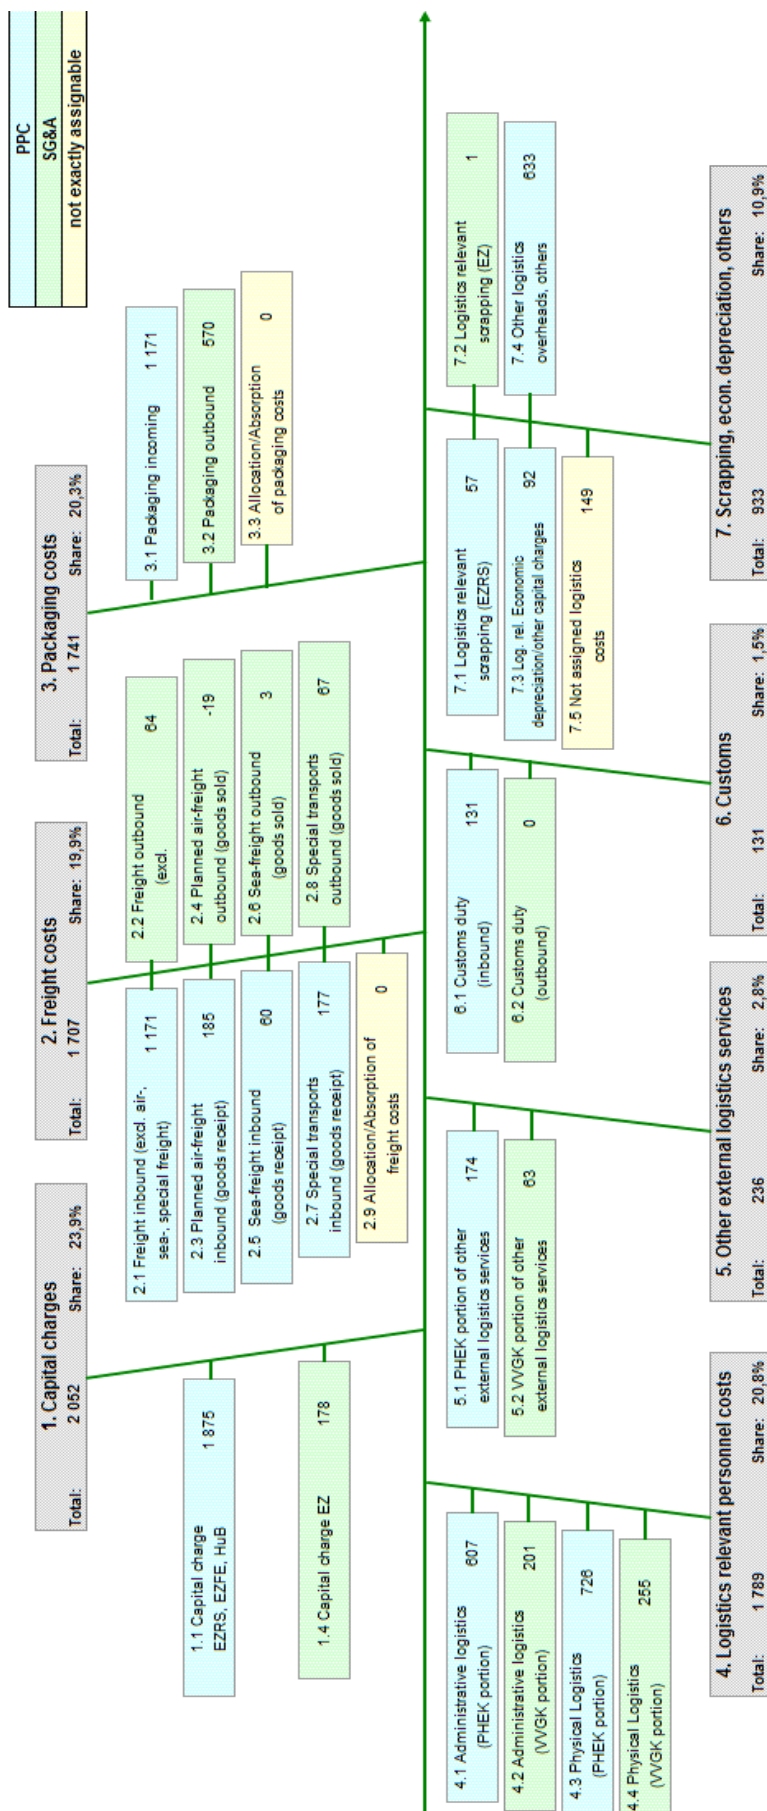 PPC
SG&A
not exactly assignable
1. Capital charges
Total: 2 052 Share: 23,9%
2. Freight costs
Total: 1 707 Share: 19,9%
3. Packaging costs
Total: 1 741 Share: 20,3%
1.1 Capital charge
EZRS, EZFE, HuB 1 875
1.4 Capital charge EZ 178
2.1 Freight inbound (excl. air-,
sea-, special freight) 1 171
2.2 Freight outbound
(excl. 64
2.3 Planned air-freight
inbound (goods receipt) 185
2.4 Planned air-freight
outbound (goods sold) -19
2.5 Sea-freight inbound
(goods receipt) 60
2.6 Sea-freight outbound
(goods sold) 3
2.7 Special transports
inbound (goods receipt) 177
2.8 Special transports
outbound (goods sold) 67
2.9 Allocation/Absorption of
freight costs 0
3.1 Packaging incoming 1 171
3.2 Packaging outbound 570
3.3 Allocation/Absorption
of packaging costs 0
4.1 Administrative logistics
(PHEK portion) 607
4.2 Administrative logistics
(VVGK portion) 201
4.3 Physical Logistics
(PHEK portion) 726
4.4 Physical Logistics
(VVGK portion) 255
5.1 PHEK portion of other
external logistics services 174
5.2 VVGK portion of other
external logistics services 63
6.1 Customs duty
(inbound) 131
6.2 Customs duty
(outbound) 0
7.1 Logistics relevant
scrapping (EZRS) 57
7.2 Logistics relevant
scrapping (EZ) 1
7.3 Log. rel. Economic
depreciation/other capital charges 92
7.4 Other logistics
overheads, others 633
7.5 Not assigned logistics
costs 149
4. Logistics relevant personnel costs
Total: 1 789 Share: 20,8%
5. Other external logistics services
Total: 236 Share: 2,8%
6. Customs
Total: 131 Share: 1,5%
7. Scrapping, econ. depreciation, others
Total: 933 Share: 10,9%